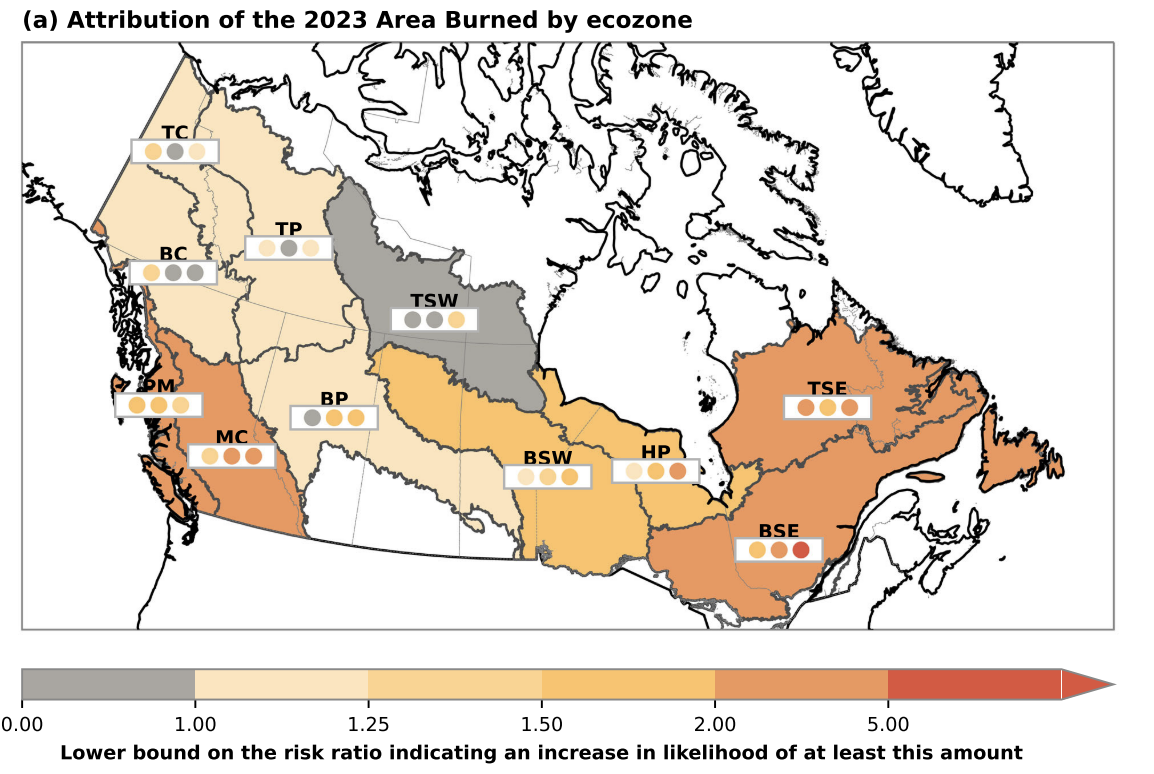 (a) Attribution of the 2023 Area Burned by ecozone
TC
TP
BC
TSW
PM
BP
TSE
MC
HP
BSW
BSE
0.00 1.00 1.25 1.50 2.00 5.00
Lower bound on the risk ratio indicating an increase in likelihood of at least this amount